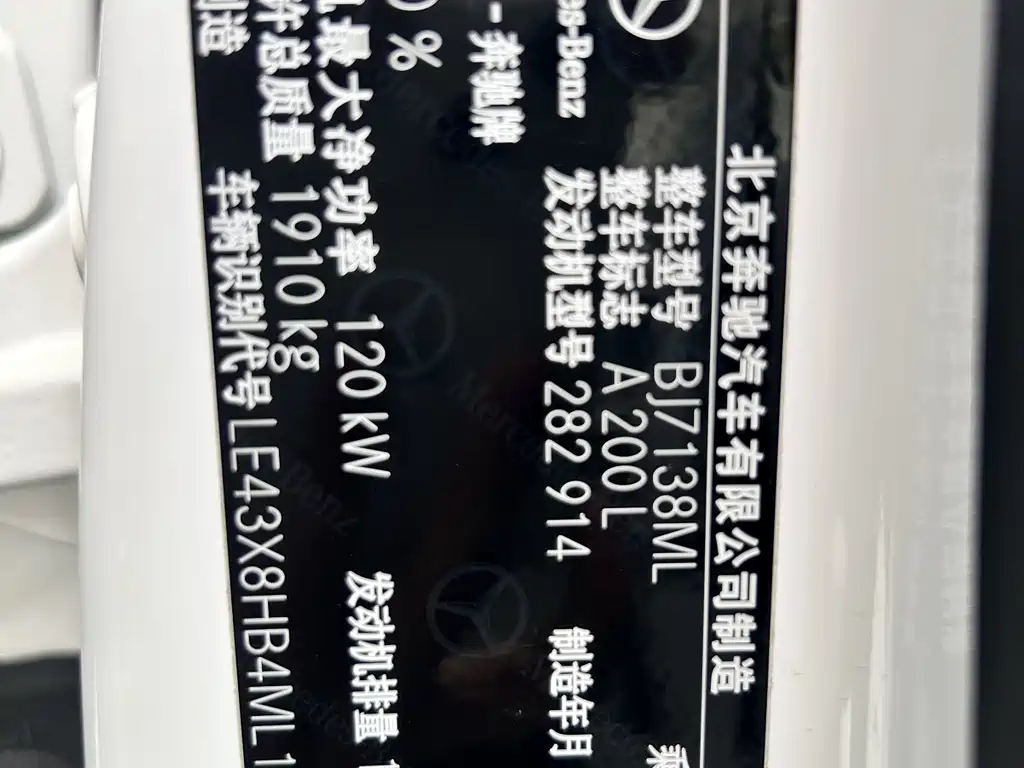 北京奔驰汽车有限公司制造
整车型号 BJ7138ML
整车标志 A 200 L
发动机型号 282 914 制造年月
-Benz
- 奔驰牌
%
最大净功率 120 kW 发动机排量
总质量 1910 kg
制造
车辆识别代号 LE43X8HB4ML1